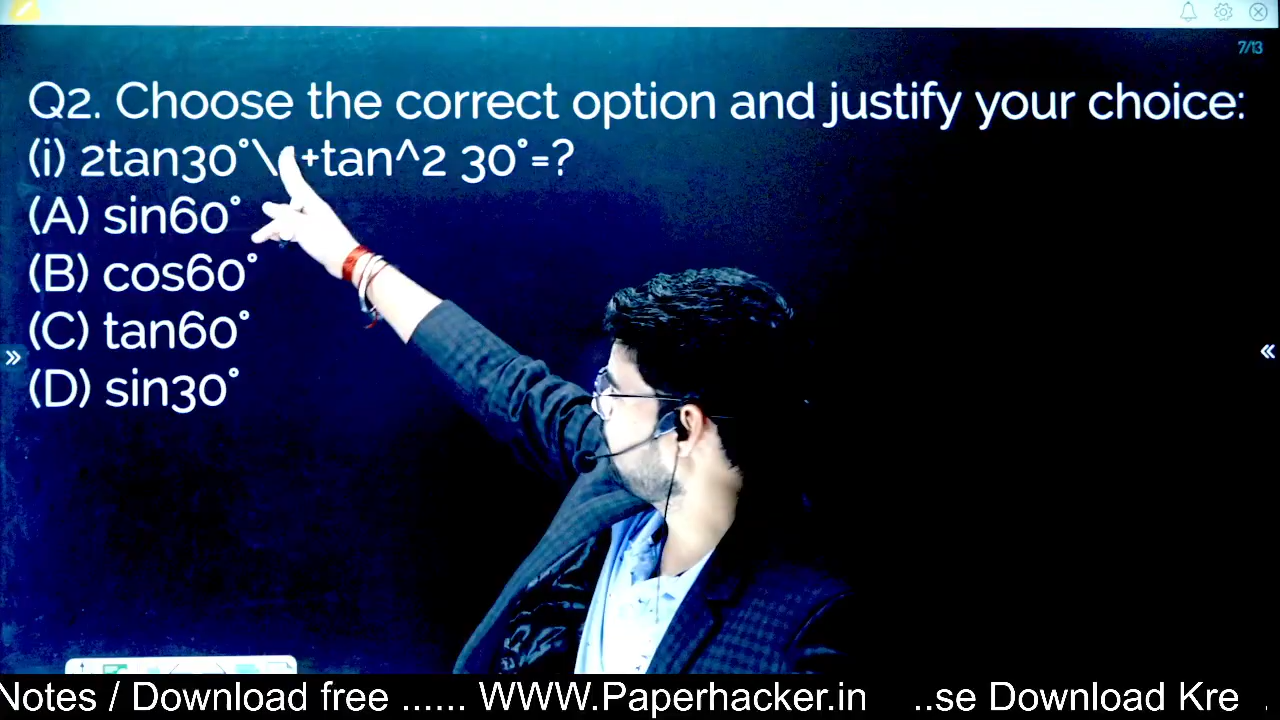 7/13
Q2. Choose the correct option and justify your choice:
(i) 2tan30°\ +tan^2 30°=?
(A) sin60°
(B) cos60°
(C) tan60°
(D) sin30°
Notes / Download free ...... WWW.Paperhacker.in ..se Download Kre .